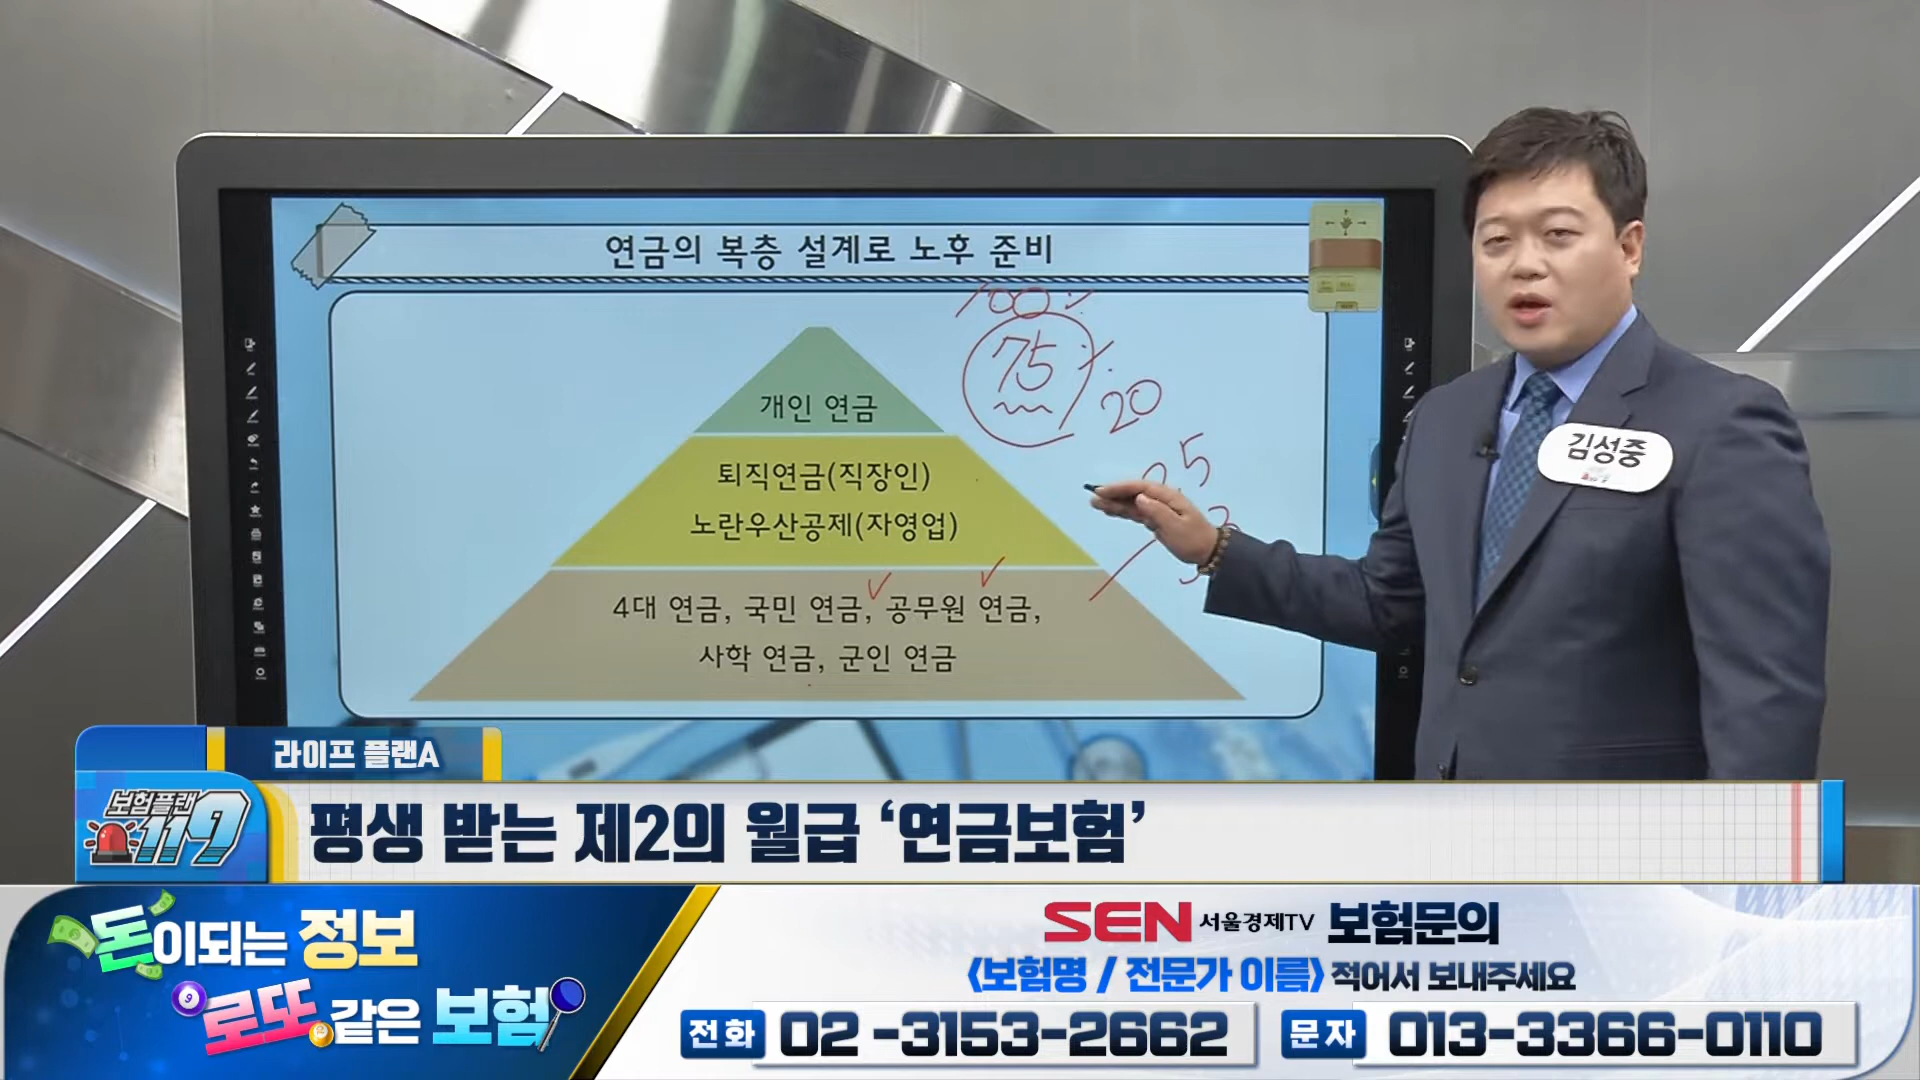 연금의 복층 설계로 노후 준비
100%
75%
20
개인 연금
퇴직연금(직장인)
노란우산공제(자영업)
4대 연금, 국민 연금, 공무원 연금,
사학 연금, 군인 연금
김성중
라이프 플랜A
보험플랜
119
평생 받는 제2의 월급 ‘연금보험’
돈이되는 정보
로또 같은 보험
SEN 서울경제TV 보험문의
<보험명 / 전문가 이름> 적어서 보내주세요
전화 02-3153-2662
문자 013-3366-0110